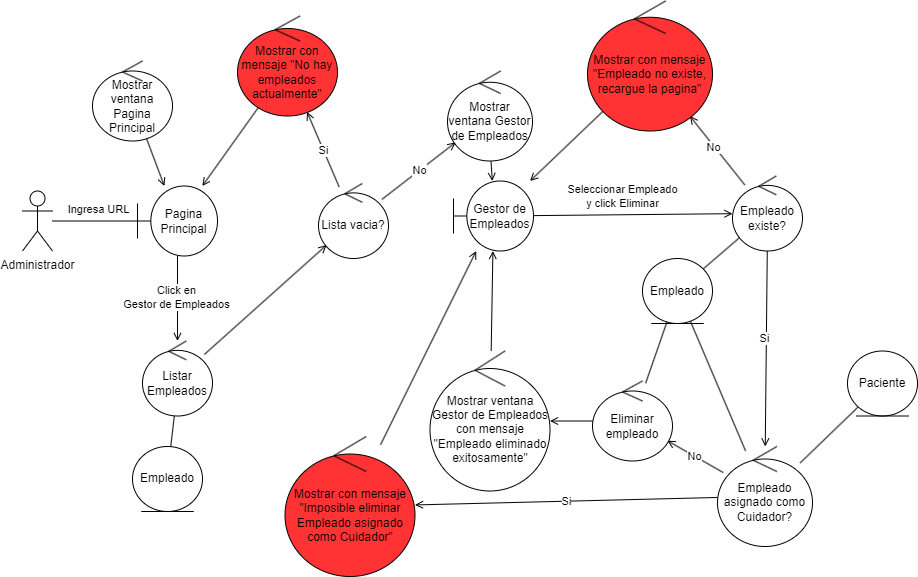 Mostrar con
mensaje "No hay
empleados
actualmente"
Mostrar con mensaje
"Empleado no existe,
recargue la pagina"
Mostrar
ventana
Pagina
Principal
Mostrar
ventana Gestor
de Empleados
Si
No
No
Ingresa URL
Pagina
Principal
Lista vacia?
Gestor de
Empleados
Seleccionar Empleado
y click Eliminar
Empleado
existe?
Administrador
Click en
Gestor de Empleados
Empleado
Si
Listar
Empleados
Paciente
Mostrar ventana
Gestor de Empleados
con mensaje
"Empleado eliminado
exitosamente"
Eliminar
empleado
No
Empleado
Mostrar con mensaje
"Imposible eliminar
Empleado asignado
como Cuidador"
Si
Empleado
asignado como
Cuidador?